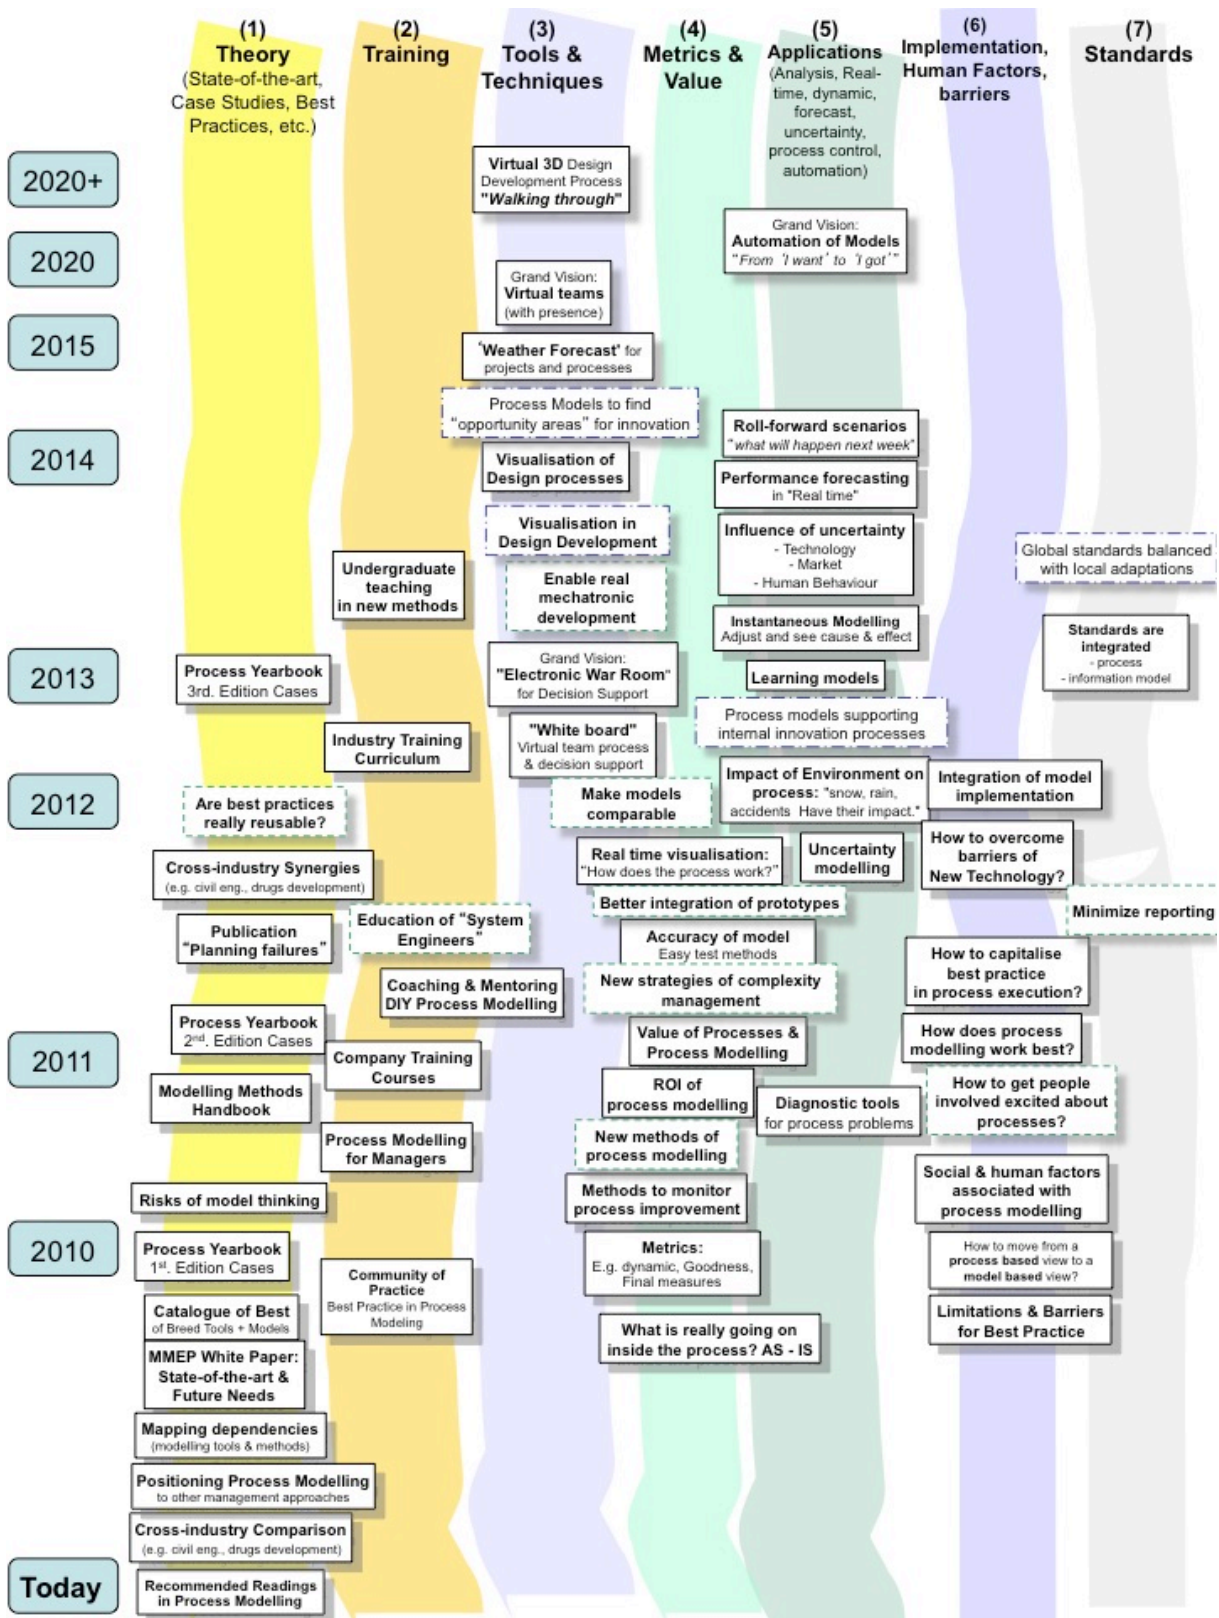 (1)
Theory
(State-of-the-art,
Case Studies, Best
Practices, etc.)
(2)
Training
(3)
Tools &
Techniques
(4)
Metrics &
Value
(5)
Applications
(Analysis, Real-
time, dynamic,
forecast,
uncertainty,
process control,
automation)
(6)
Implementation,
Human Factors,
barriers
(7)
Standards
2020+
2020
2015
2014
2013
2012
2011
2010
Today
Process Yearbook
3rd. Edition Cases
Are best practices
really reusable?
Cross-industry Synergies
(e.g. civil eng., drugs development)
Publication
“Planning failures”
Process Yearbook
2nd. Edition Cases
Modelling Methods
Handbook
Risks of model thinking
Process Yearbook
1st. Edition Cases
Catalogue of Best
of Breed Tools + Models
MMEP White Paper:
State-of-the-art &
Future Needs
Mapping dependencies
(modelling tools & methods)
Positioning Process Modelling
to other management approaches
Cross-industry Comparison
(e.g. civil eng., drugs development)
Recommended Readings
in Process Modelling
Undergraduate
teaching
in new methods
Industry Training
Curriculum
Education of “System
Engineers”
Coaching & Mentoring
DIY Process Modelling
Company Training
Courses
Process Modelling
for Managers
Community of
Practice
Best Practice in Process
Modeling
Virtual 3D Design
Development Process
"Walking through"
Grand Vision:
Virtual teams
(with presence)
‘Weather Forecast' for
projects and processes
Process Models to find
“opportunity areas” for innovation
Visualisation of
Design processes
Visualisation in
Design Development
Enable real
mechatronic
development
Grand Vision:
"Electronic War Room"
for Decision Support
"White board"
Virtual team process
& decision support
Make models
comparable
Real time visualisation:
“How does the process work?”
Better integration of prototypes
Accuracy of model
Easy test methods
New strategies of complexity
management
Value of Processes &
Process Modelling
ROI of
process modelling
New methods of
process modelling
Methods to monitor
process improvement
Metrics:
E.g. dynamic, Goodness,
Final measures
What is really going on
inside the process? AS - IS
Grand Vision:
Automation of Models
“From ‘I want’ to ‘I got’”
Roll-forward scenarios
“what will happen next week"
Performance forecasting
in "Real time"
Influence of uncertainty
- Technology
- Market
- Human Behaviour
Instantaneous Modelling
Adjust and see cause & effect
Learning models
Process models supporting
internal innovation processes
Impact of Environment on
process: "snow, rain,
accidents Have their impact."
Uncertainty
modelling
Diagnostic tools
for process problems
Integration of model
implementation
How to overcome
barriers of
New Technology?
How to capitalise
best practice
in process execution?
How does process
modelling work best?
How to get people
involved excited about
processes?
Social & human factors
associated with
process modelling
How to move from a
process based view to a
model based view?
Limitations & Barriers
for Best Practice
Global standards balanced
with local adaptations
Standards are
integrated
- process
- information model
Minimize reporting